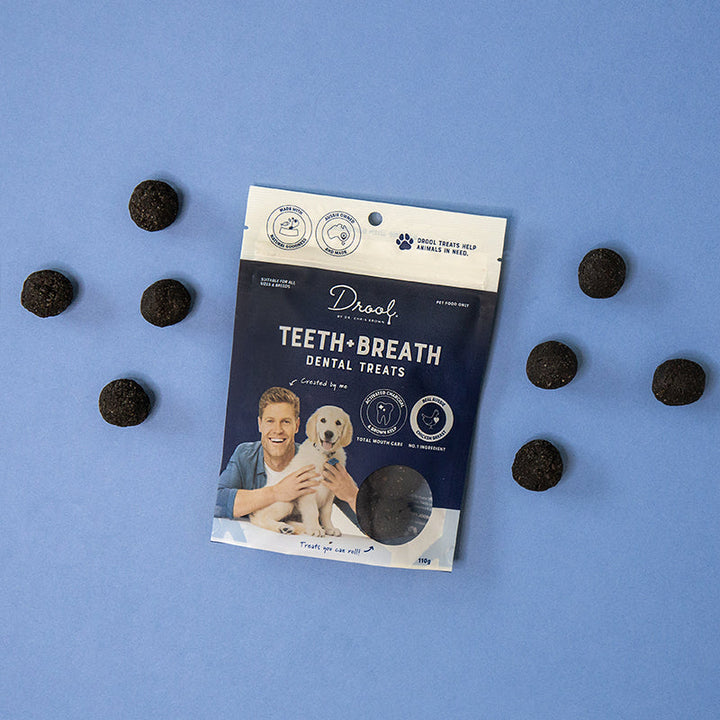 MADE WITH
NATURAL GOODNESS
AUSSIE OWNED
AND MADE
DROOL TREATS HELP
ANIMALS IN NEED.
SUITABLE FOR ALL
SIZES & BREEDS
PET FOOD ONLY
Drool.
BY DR. CHRIS BROWN
TEETH+BREATH
DENTAL TREATS
Created by me
ACTIVATED CHARCOAL
& BROWN KELP
TOTAL MOUTH CARE
REAL AUSSIE
CHICKEN BREAST
NO.1 INGREDIENT
Treats you can roll!
110g